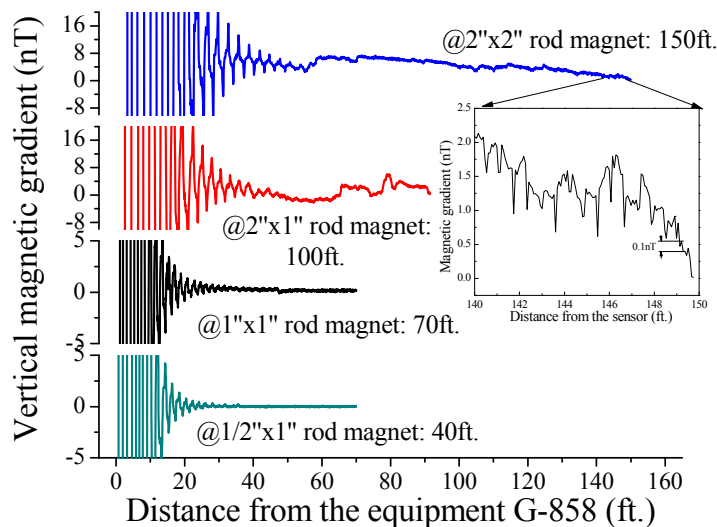 Vertical magnetic gradient (nT)
16
8
0
-8
@2"x2" rod magnet: 150ft.
16
8
0
-8
@2"x1" rod magnet:
100ft.
5
0
-5
@1"x1" rod magnet: 70ft.
5
0
-5
@1/2"x1" rod magnet: 40ft.
0 20 40 60 80 100 120 140 160
Distance from the equipment G-858 (ft.)
Magnetic gradient (nT)
2.5
2.0
1.5
1.0
0.5
0.0
0.1nT
140 142 144 146 148 150
Distance from the sensor (ft.)